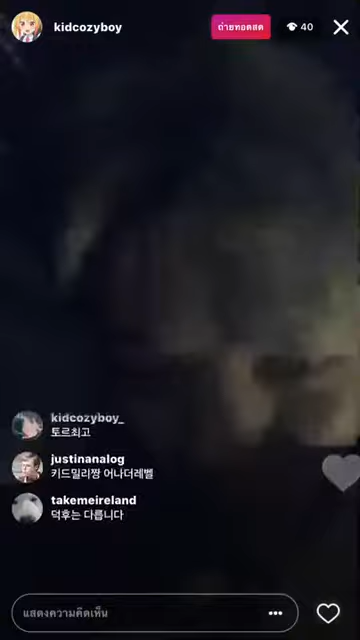 kidcozyboy
ถ่ายทอดสด
40
kidcozyboy_
토르최고
justinanalog
키드밀리짱 어나더레벨
takemeireland
덕후는 다릅니다
แสดงความคิดเห็น